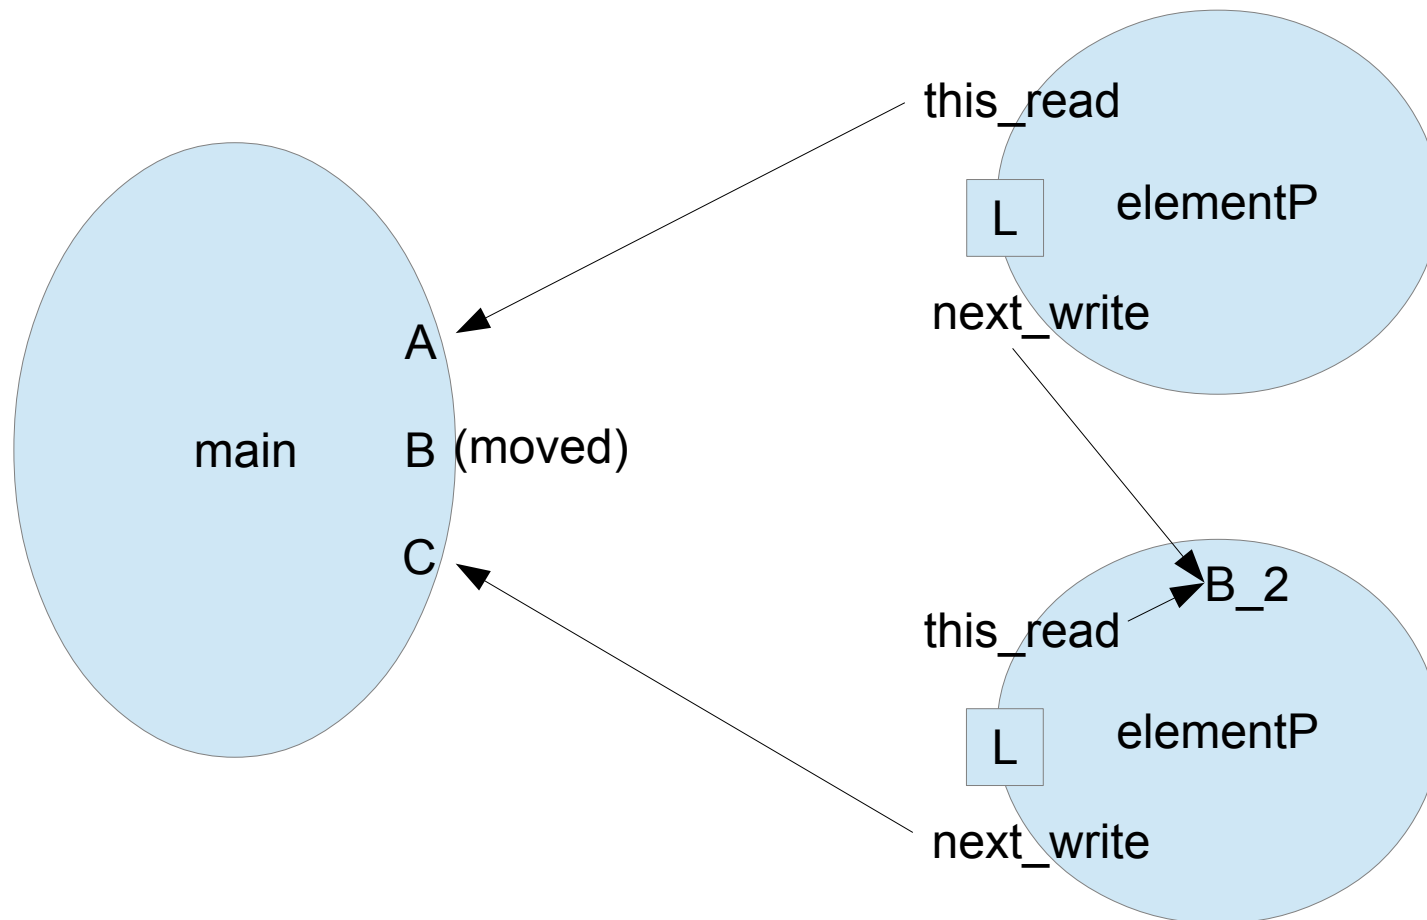 main
A
B (moved)
C
this_read
elementP
L
next_write
B_2
this_read
elementP
L
next_write